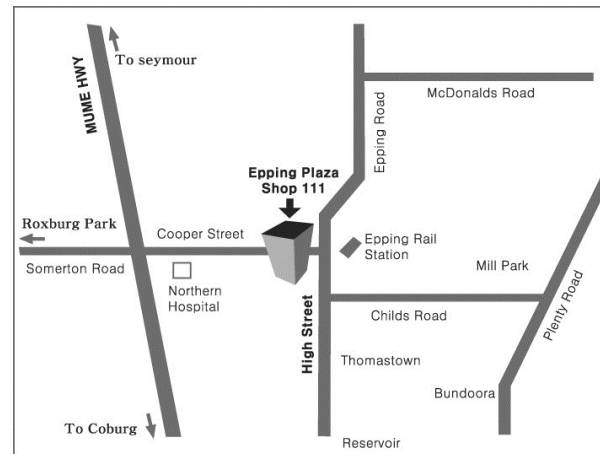 To seymour
MUME HWY
McDonalds Road
Epping Road
Epping Plaza
Shop 111
Roxburg Park
Cooper Street
Somerton Road
Northern
Hospital
Epping Rail
Station
Mill Park
High Street
Childs Road
Plenty Road
Thomastown
Bundoora
To Coburg
Reservoir